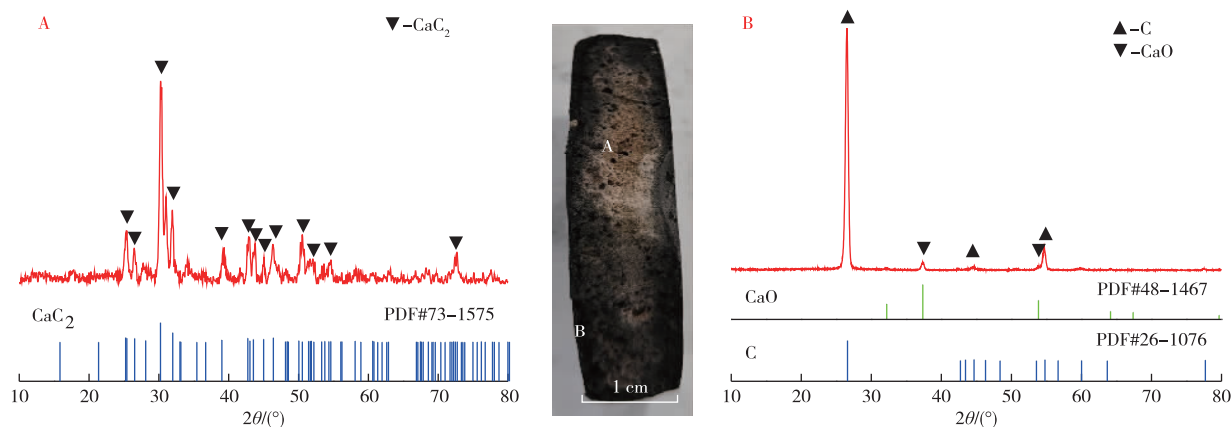 A
▼-CaC₂
CaC₂
PDF#73-1575
10 20 30 40 50 60 70 80
2θ/(°)
A
B
1 cm
B
▲-C
▼-CaO
CaO
PDF#48-1467
C
PDF#26-1076
10 20 30 40 50 60 70 80
2θ/(°)